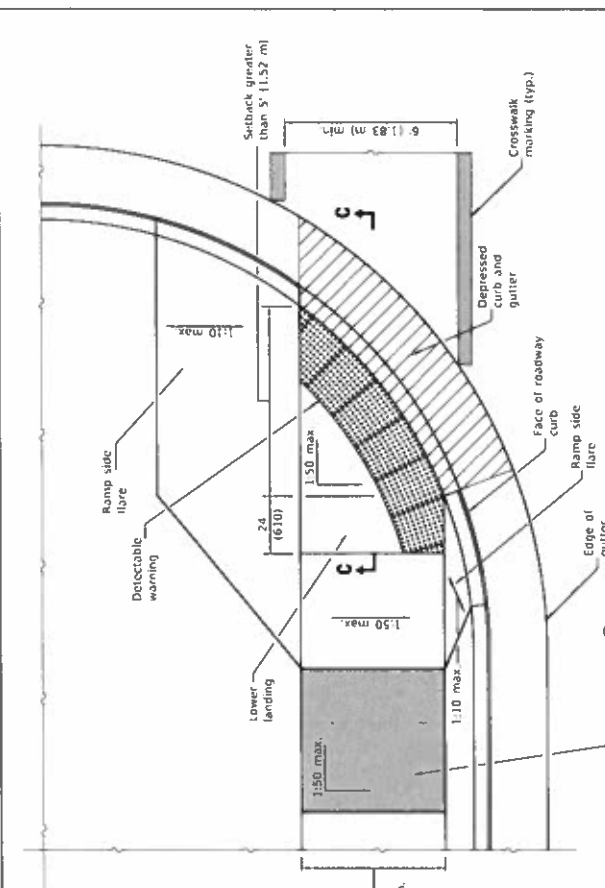 Setback greater
than 5' (1.52 m)
6' (1.83 m) min.
Crosswalk
marking (typ.)
C
1:10 max
Depressed
curb and
gutter
Ramp side
flare
1:50 max
Face of roadway
curb
Detectable
warning
24
(610)
Ramp side
flare
C
Edge of
gutter
1:50 max.
Lower
landing
1:10 max
1:50 max.